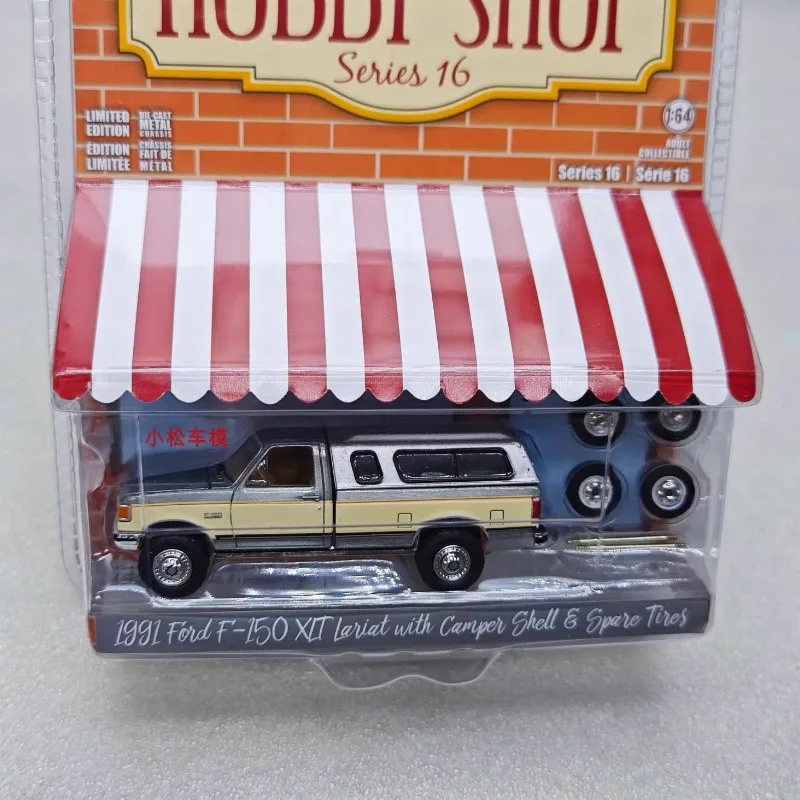 HOBBY SHOP
Series 16
LIMITED EDITION
DIE-CAST METAL CHASSIS
ÉDITION LIMITÉE
CHÂSSIS FAIT DE MÉTAL
1:64
ADULT COLLECTIBLE
Series 16 | Série 16
小松车模
F-150
1991 Ford F-150 XLT Lariat with Camper Shell & Spare Tires